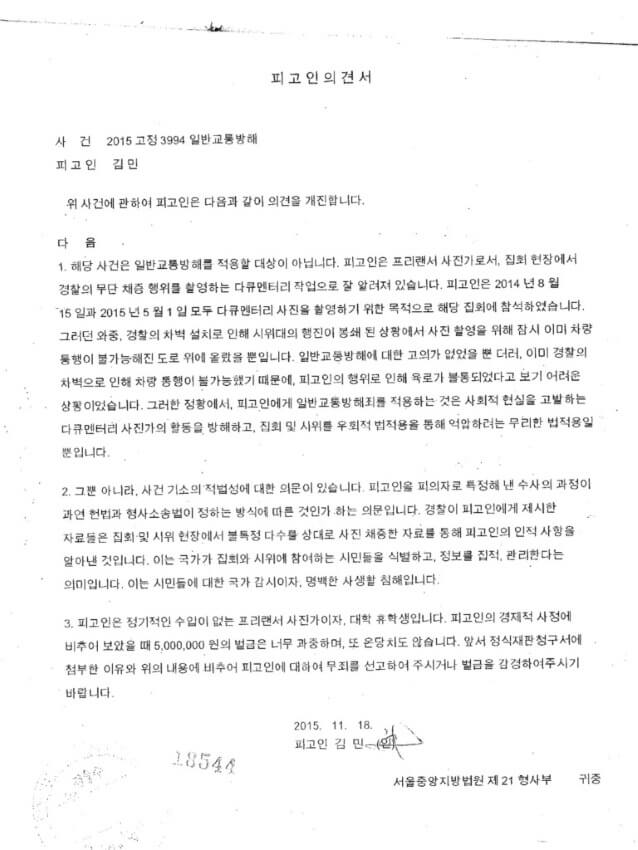 피고인의견서
사 건 2015 고정 3994 일반교통방해
피고인 김 민
위 사건에 관하여 피고인은 다음과 같이 의견을 개진합니다.
다 음
1. 해당 사건은 일반교통방해를 적용할 대상이 아닙니다. 피고인은 프리랜서 사진가로서, 집회 현장에서
경찰의 무단 채증 행위를 촬영하는 다큐멘터리 작업으로 잘 알려져 있습니다. 피고인은 2014 년 8 월
15 일과 2015 년 5 월 1 일 모두 다큐멘터리 사진을 촬영하기 위한 목적으로 해당 집회에 참석하였습니다.
그러던 와중, 경찰의 차벽 설치로 인해 시위대의 행진이 봉쇄 된 상황에서 사진 촬영을 위해 잠시 이미 차량
통행이 불가능해진 도로 위에 올랐을 뿐입니다. 일반교통방해에 대한 고의가 없었을 뿐 더러, 이미 경찰의
차벽으로 인해 차량 통행이 불가능했기 때문에, 피고인의 행위로 인해 육로가 불통되었다고 보기 어려운
상황이었습니다. 그러한 정황에서, 피고인에게 일반교통방해죄를 적용하는 것은 사회적 현실을 고발하는
다큐멘터리 사진가의 활동을 방해하고, 집회 및 시위를 우회적 법적용을 통해 억압하려는 무리한 법적용일
뿐입니다.
2. 그뿐 아니라, 사건 기소의 적법성에 대한 의문이 있습니다. 피고인을 피의자로 특정해 낸 수사의 과정이
과연 헌법과 형사소송법이 정하는 방식에 따른 것인가 하는 의문입니다. 경찰이 피고인에게 제시한
자료들은 집회 및 시위 현장에서 불특정 다수를 상대로 사진 채증한 자료를 통해 피고인의 인적 사항을
알아낸 것입니다. 이는 국가가 집회와 시위에 참여하는 시민들을 식별하고, 정보를 집적, 관리한다는
의미입니다. 이는 시민들에 대한 국가 감시이자, 명백한 사생활 침해입니다.
3. 피고인은 정기적인 수입이 없는 프리랜서 사진가이자, 대학 휴학생입니다. 피고인의 경제적 사정에
비추어 보았을 때 5,000,000 원의 벌금은 너무 과중하며, 또 온당치도 않습니다. 앞서 정식재판청구서에
첨부한 이유와 위의 내용에 비추어 피고인에 대하여 무죄를 선고하여 주시거나 벌금을 감경하여주시기
바랍니다.
2015. 11. 18.
피고인 김 민 (인)
18544
서울중앙지방법원 제 21 형사부 귀중